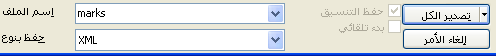 تصدير الكل
حفظ التنسيق
marks
إسم الملف
بدء تلقائي
إلغاء الأمر
XML
حفظ بنوع